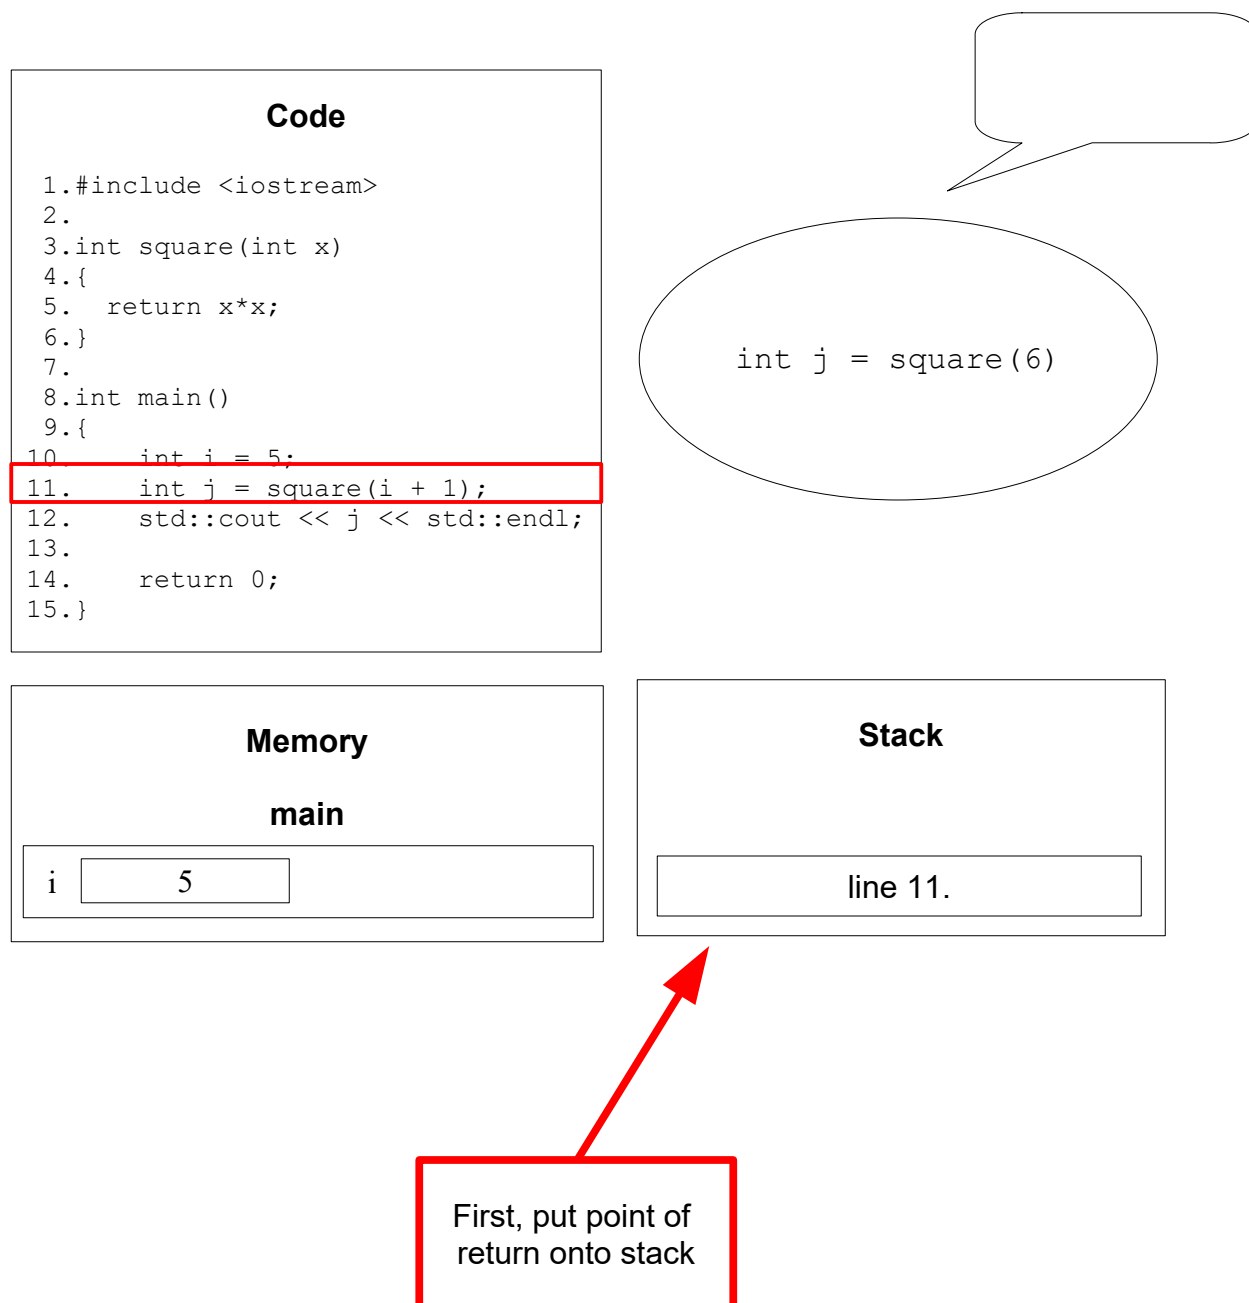 Code
1.#include <iostream>
2.
3.int square(int x)
4.{
5.  return x*x;
6.}
7.
8.int main()
9.{
10.    int i = 5;
11.    int j = square(i + 1);
12.    std::cout << j << std::endl;
13.
14.    return 0;
15.}
int j = square(6)
Memory
main
i 5
Stack
line 11.
First, put point of
return onto stack